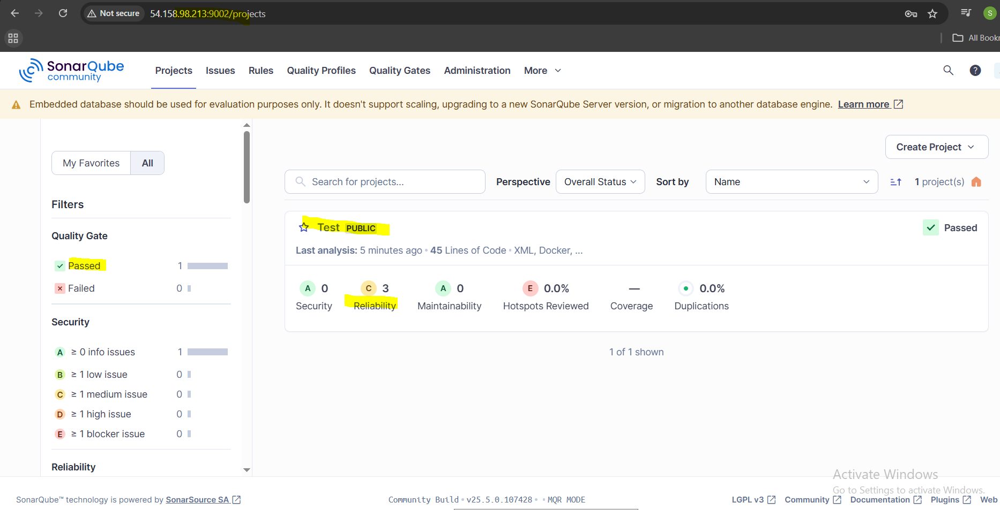 Not secure 54.158.98.213:9002/projects S
All Bookr
SonarQube
community
Projects Issues Rules Quality Profiles Quality Gates Administration More
Embedded database should be used for evaluation purposes only. It doesn't support scaling, upgrading to a new SonarQube Server version, or migration to another database engine. Learn more
My Favorites All
Create Project
Search for projects... Perspective Overall Status Sort by Name 1 project(s)
Filters
Quality Gate
Passed 1
Failed 0
Security
A ≥ 0 info issues 1
B ≥ 1 low issue 0
C ≥ 1 medium issue 0
D ≥ 1 high issue 0
E ≥ 1 blocker issue 0
Reliability
Test PUBLIC Passed
Last analysis: 5 minutes ago • 45 Lines of Code • XML, Docker, ...
A 0 C 3 A 0 E 0.0% — 0.0%
Security Reliability Maintainability Hotspots Reviewed Coverage Duplications
1 of 1 shown
Activate Windows
Go to Settings to activate Windows.
SonarQube™ technology is powered by SonarSource SA Community Build • v25.5.0.107428 • • MQR MODE LGPL v3 Community Documentation Plugins Web